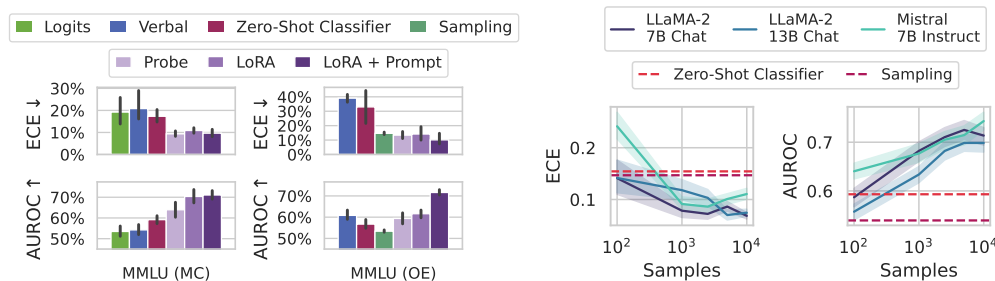 Logits Verbal Zero-Shot Classifier Sampling
Probe LoRA LoRA + Prompt
ECE ↓
30%
20%
10%
0%
ECE ↓
40%
30%
20%
10%
0%
AUROC ↑
70%
60%
50%
MMLU (MC)
AUROC ↑
70%
60%
50%
MMLU (OE)
LLaMA-2
7B Chat
LLaMA-2
13B Chat
Mistral
7B Instruct
Zero-Shot Classifier Sampling
ECE
0.2
0.1
10² 10³ 10⁴
Samples
AUROC
0.7
0.6
10² 10³ 10⁴
Samples